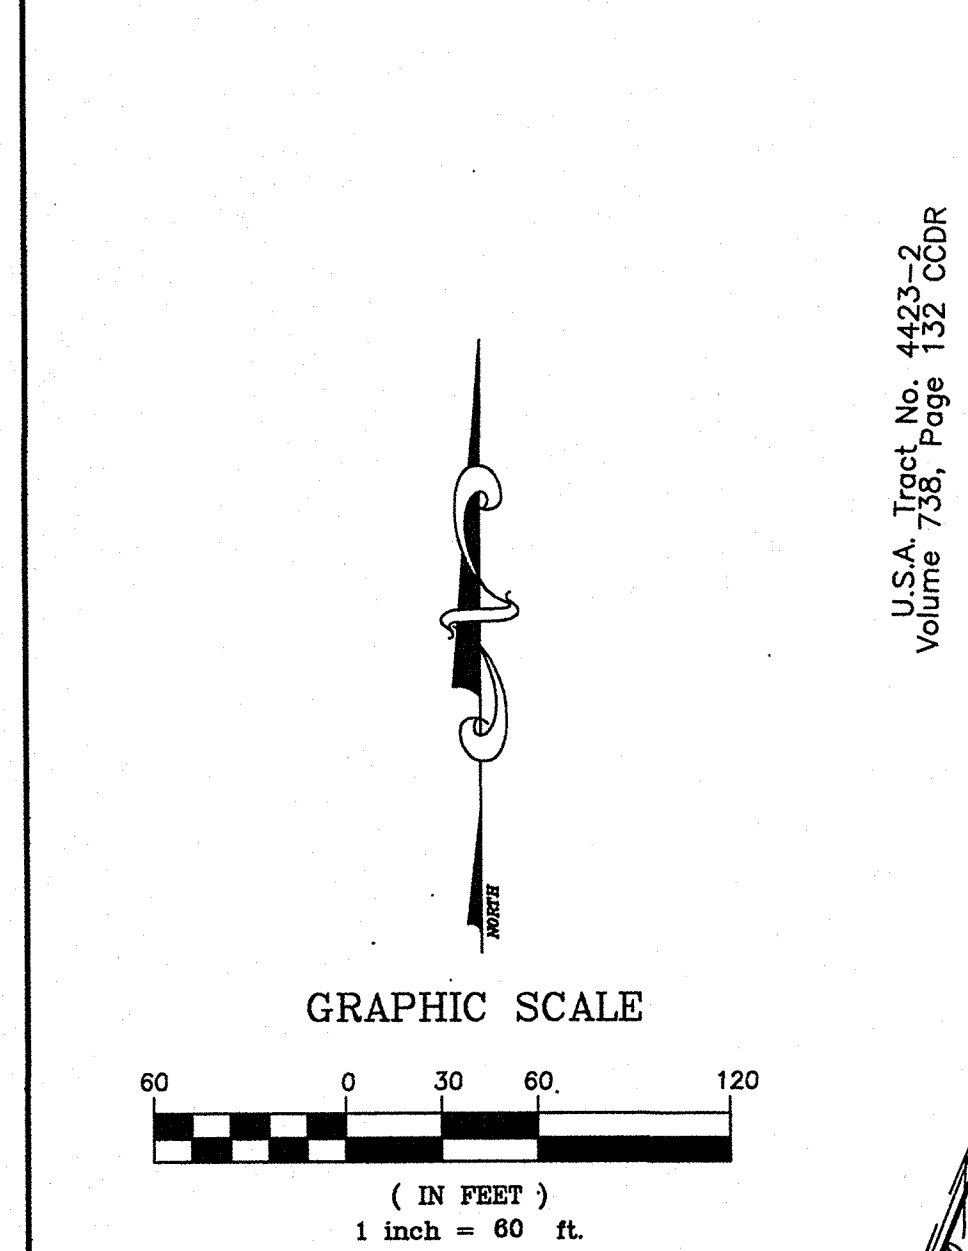 U.S.A. Tract No. 4423-2
Volume 738, Page 132 CCDR
NORTH
GRAPHIC SCALE
60 0 30 60 120
( IN FEET )
1 inch = 60 ft.